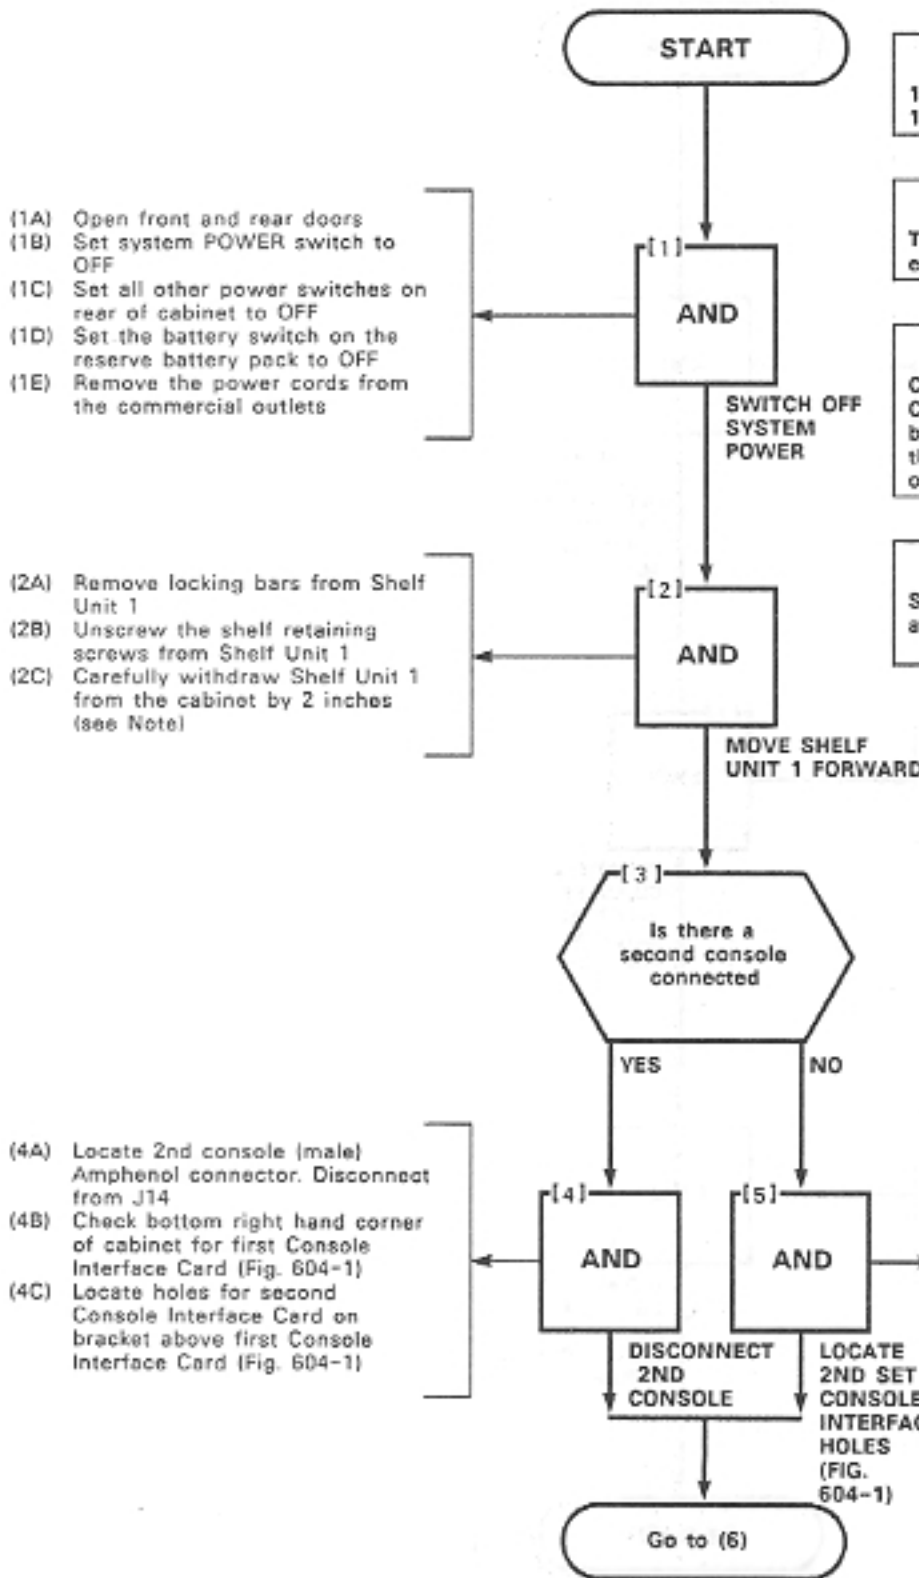 START
1
1
(1A) Open front and rear doors
(1B) Set system POWER switch to
OFF
(1C) Set all other power switches on
rear of cabinet to OFF
(1D) Set the battery switch on the
reserve battery pack to OFF
(1E) Remove the power cords from
the commercial outlets
[1]
AND
SWITCH OFF
SYSTEM
POWER
T
e
C
C
b
t
o
(2A) Remove locking bars from Shelf
Unit 1
(2B) Unscrew the shelf retaining
screws from Shelf Unit 1
(2C) Carefully withdraw Shelf Unit 1
from the cabinet by 2 inches
(see Note)
[2]
AND
MOVE SHELF
UNIT 1 FORWARD
S
a
[3]
Is there a
second console
connected
YES
NO
(4A) Locate 2nd console (male)
Amphenol connector. Disconnect
from J14
(4B) Check bottom right hand corner
of cabinet for first Console
Interface Card (Fig. 604-1)
(4C) Locate holes for second
Console Interface Card on
bracket above first Console
Interface Card (Fig. 604-1)
[4]
AND
DISCONNECT
2ND
CONSOLE
[5]
AND
LOCATE
2ND SET
CONSOLE
INTERFAC
HOLES
(FIG.
604-1)
Go to (6)